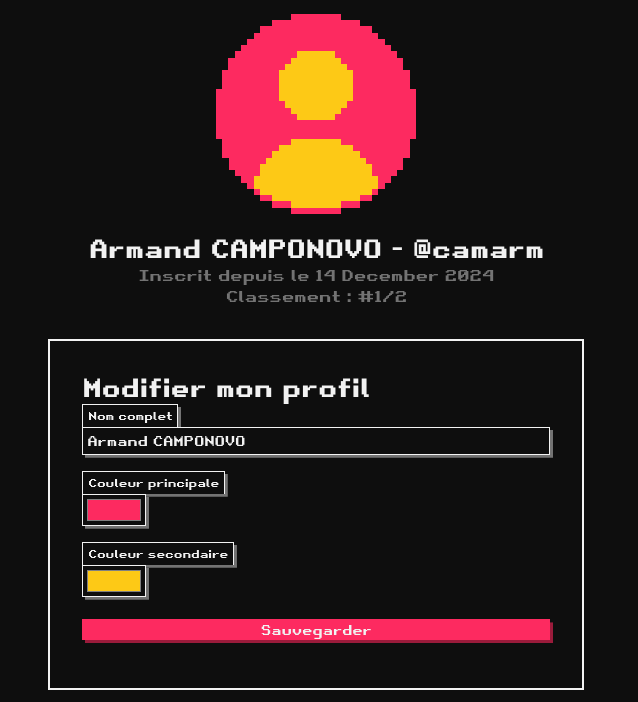 Armand CAMPONOVO - @camarm
Inscrit depuis le 14 December 2024
Classement : #1/2
Modifier mon profil
Nom complet
Armand CAMPONOVO
Couleur principale
Couleur secondaire
Sauvegarder